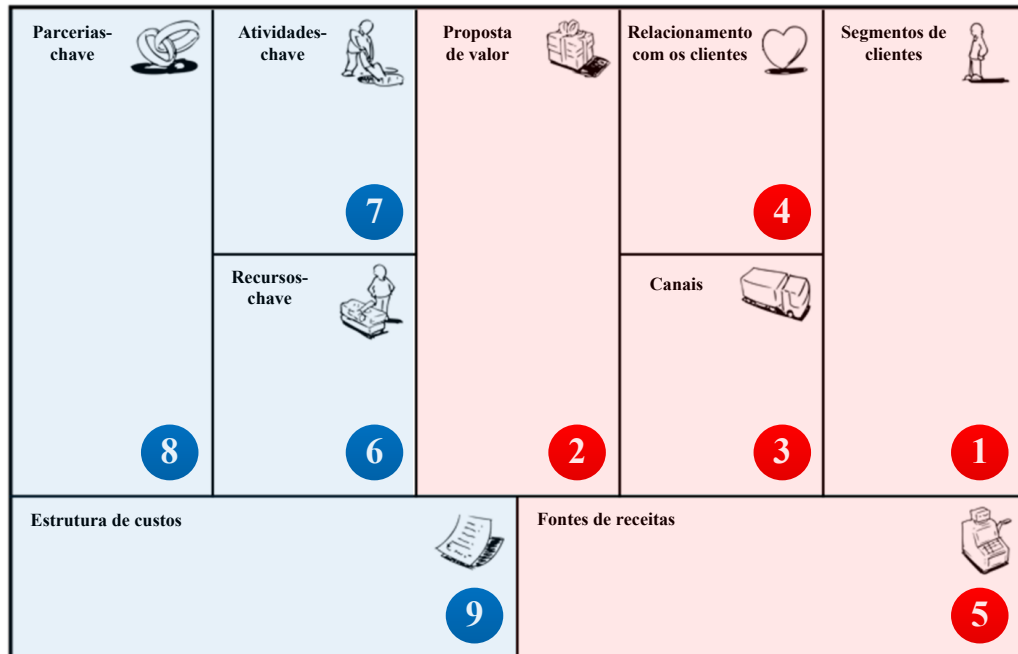 Parcerias-
chave
8
Atividades-
chave
7
Recursos-
chave
6
Proposta
de valor
2
Relacionamento
com os clientes
4
Canais
3
Segmentos de
clientes
1
Estrutura de custos
9
Fontes de receitas
5